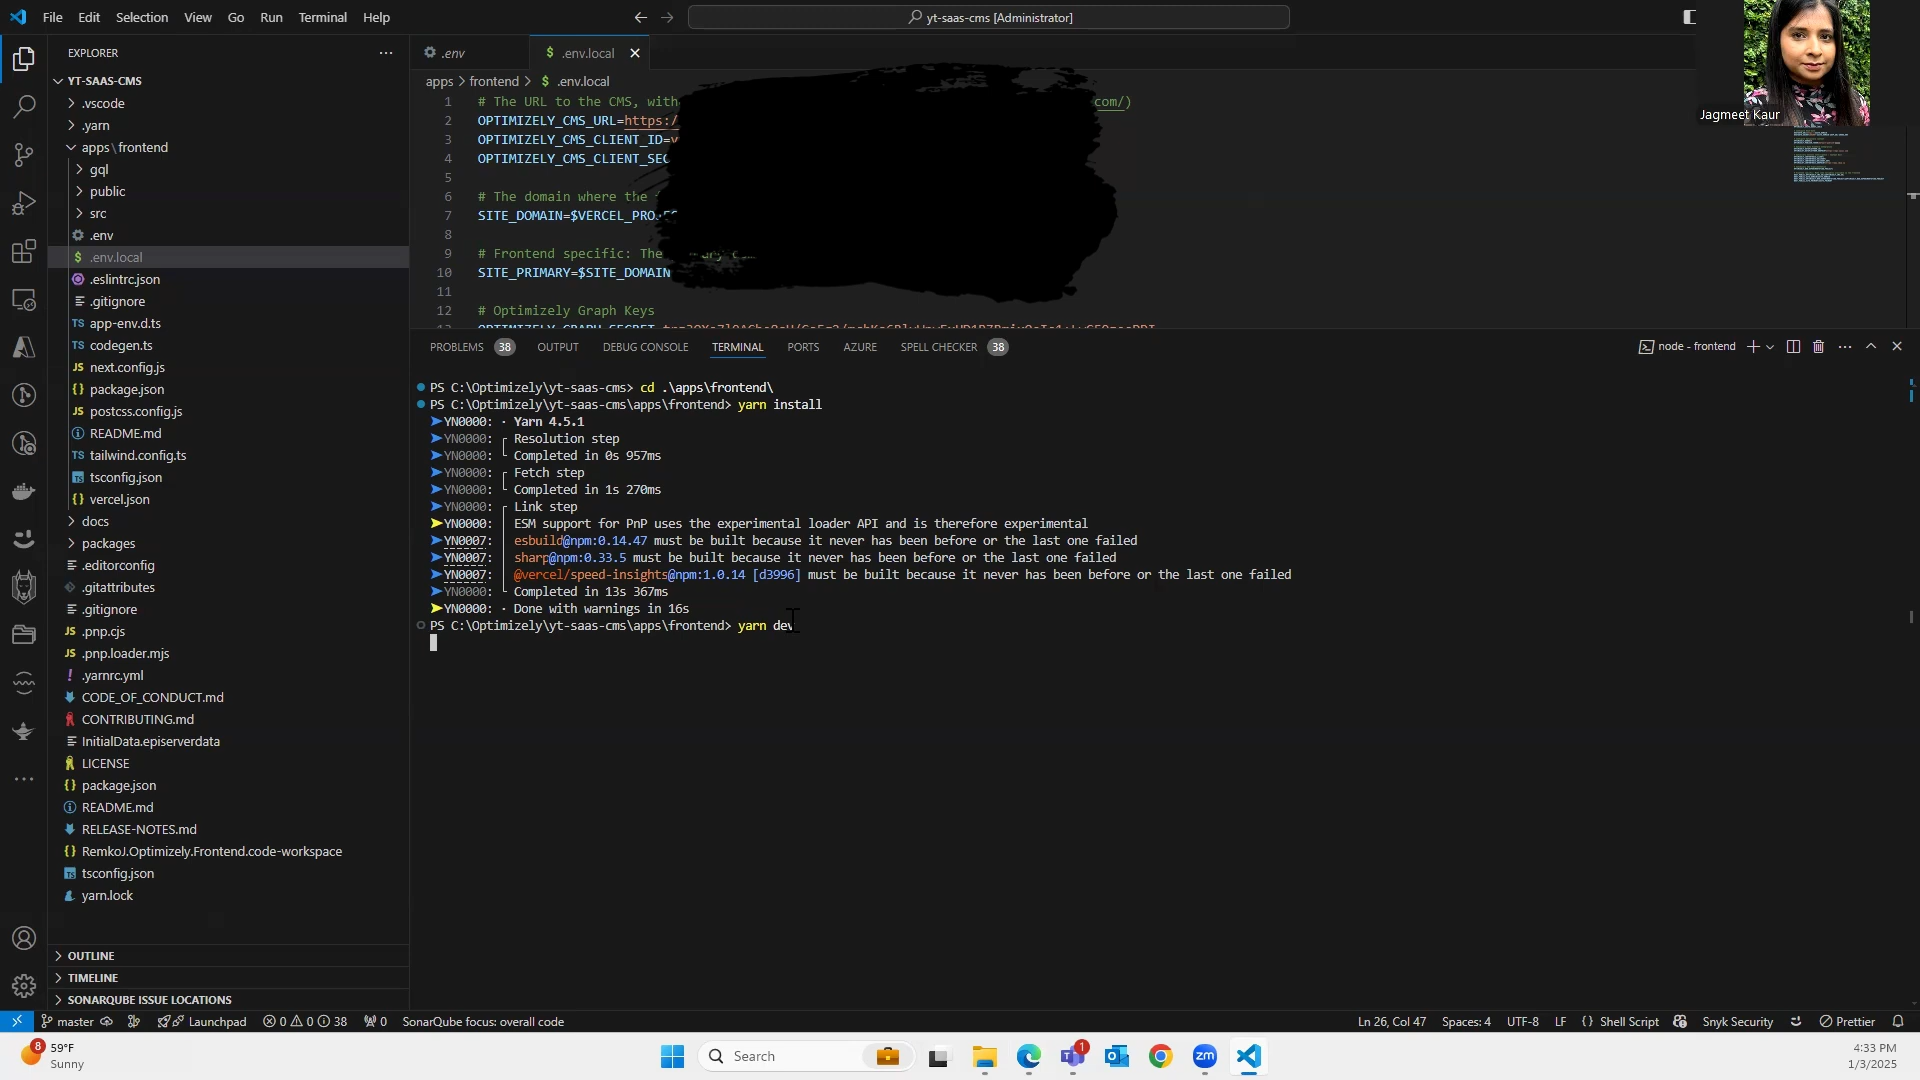 File Edit Selection View Go Run Terminal Help
yt-saas-cms [Administrator]
EXPLORER
YT-SAAS-CMS
.vscode
.yarn
apps\frontend
gql
public
src
.env
.env.local
.eslintrc.json
.gitignore
app-env.d.ts
codegen.ts
next.config.js
package.json
postcss.config.js
README.md
tailwind.config.ts
tsconfig.json
vercel.json
docs
packages
.editorconfig
.gitattributes
.gitignore
.pnp.cjs
.pnp.loader.mjs
.yarnrc.yml
CODE_OF_CONDUCT.md
CONTRIBUTING.md
InitialData.episerverdata
LICENSE
package.json
README.md
RELEASE-NOTES.md
RemkoJ.Optimizely.Frontend.code-workspace
tsconfig.json
yarn.lock
OUTLINE
TIMELINE
SONARQUBE ISSUE LOCATIONS
.env
.env.local
apps > frontend > $ .env.local
1 # The URL to the CMS, with com/)
2 OPTIMIZELY_CMS_URL=https:/
3 OPTIMIZELY_CMS_CLIENT_ID=
4 OPTIMIZELY_CMS_CLIENT_SEC
5
6 # The domain where the
7 SITE_DOMAIN=$VERCEL_PRO
8
9 # Frontend specific: The
10 SITE_PRIMARY=$SITE_DOMAIN
11
12 # Optimizely Graph Keys
Jagmeet Kaur
PROBLEMS 38 OUTPUT DEBUG CONSOLE TERMINAL PORTS AZURE SPELL CHECKER 38
node - frontend
PS C:\Optimizely\yt-saas-cms> cd .\apps\frontend\
PS C:\Optimizely\yt-saas-cms\apps\frontend> yarn install
YN0000: · Yarn 4.5.1
YN0000: ┌ Resolution step
YN0000: └ Completed in 0s 957ms
YN0000: ┌ Fetch step
YN0000: └ Completed in 1s 270ms
YN0000: ┌ Link step
YN0000: │ ESM support for PnP uses the experimental loader API and is therefore experimental
YN0007: │ esbuild@npm:0.14.47 must be built because it never has been before or the last one failed
YN0007: │ sharp@npm:0.33.5 must be built because it never has been before or the last one failed
YN0007: │ @vercel/speed-insights@npm:1.0.14 [d3996] must be built because it never has been before or the last one failed
YN0000: └ Completed in 13s 367ms
YN0000: · Done with warnings in 16s
PS C:\Optimizely\yt-saas-cms\apps\frontend> yarn dev
master Launchpad 0 0 38 0 SonarQube focus: overall code
Ln 26, Col 47 Spaces: 4 UTF-8 LF {} Shell Script Snyk Security Prettier
8 59°F
Sunny
Search
1
zm
4:33 PM
1/3/2025